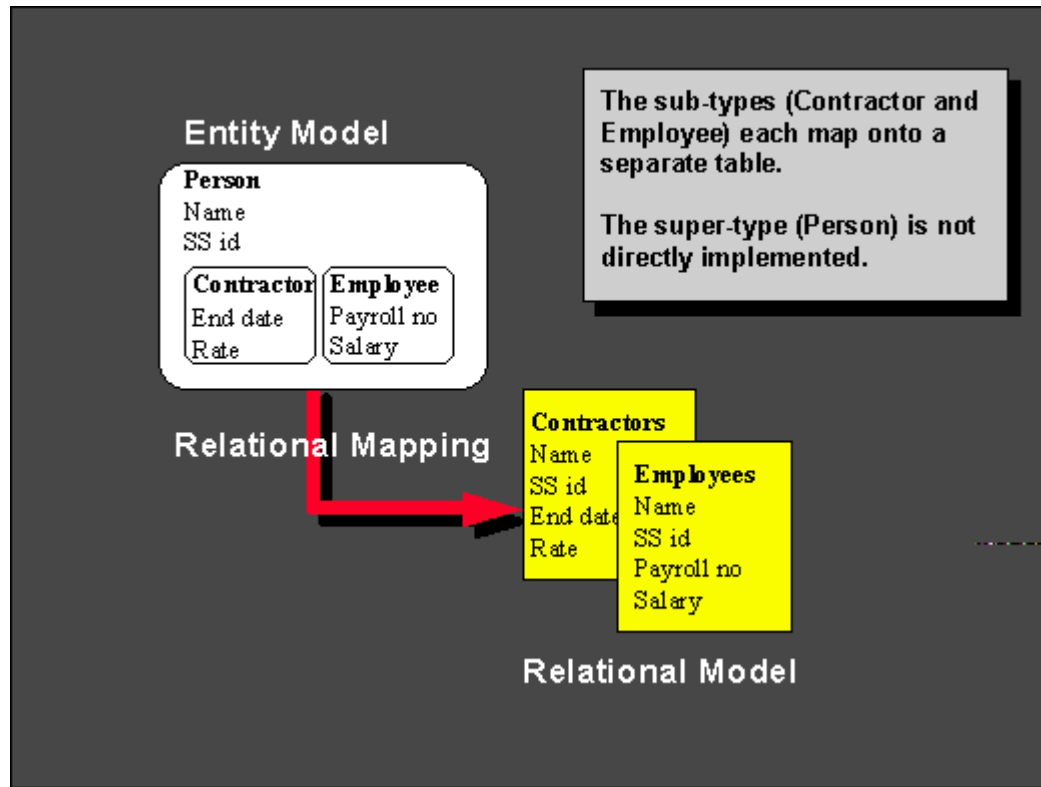 Entity Model
Person
Name
SS id
Contractor
End date
Rate
Employee
Payroll no
Salary
The sub-types (Contractor and
Employee) each map onto a
separate table.
The super-type (Person) is not
directly implemented.
Relational Mapping
Contractors
Name
SS id
End date
Rate
Employees
Name
SS id
Payroll no
Salary
Relational Model